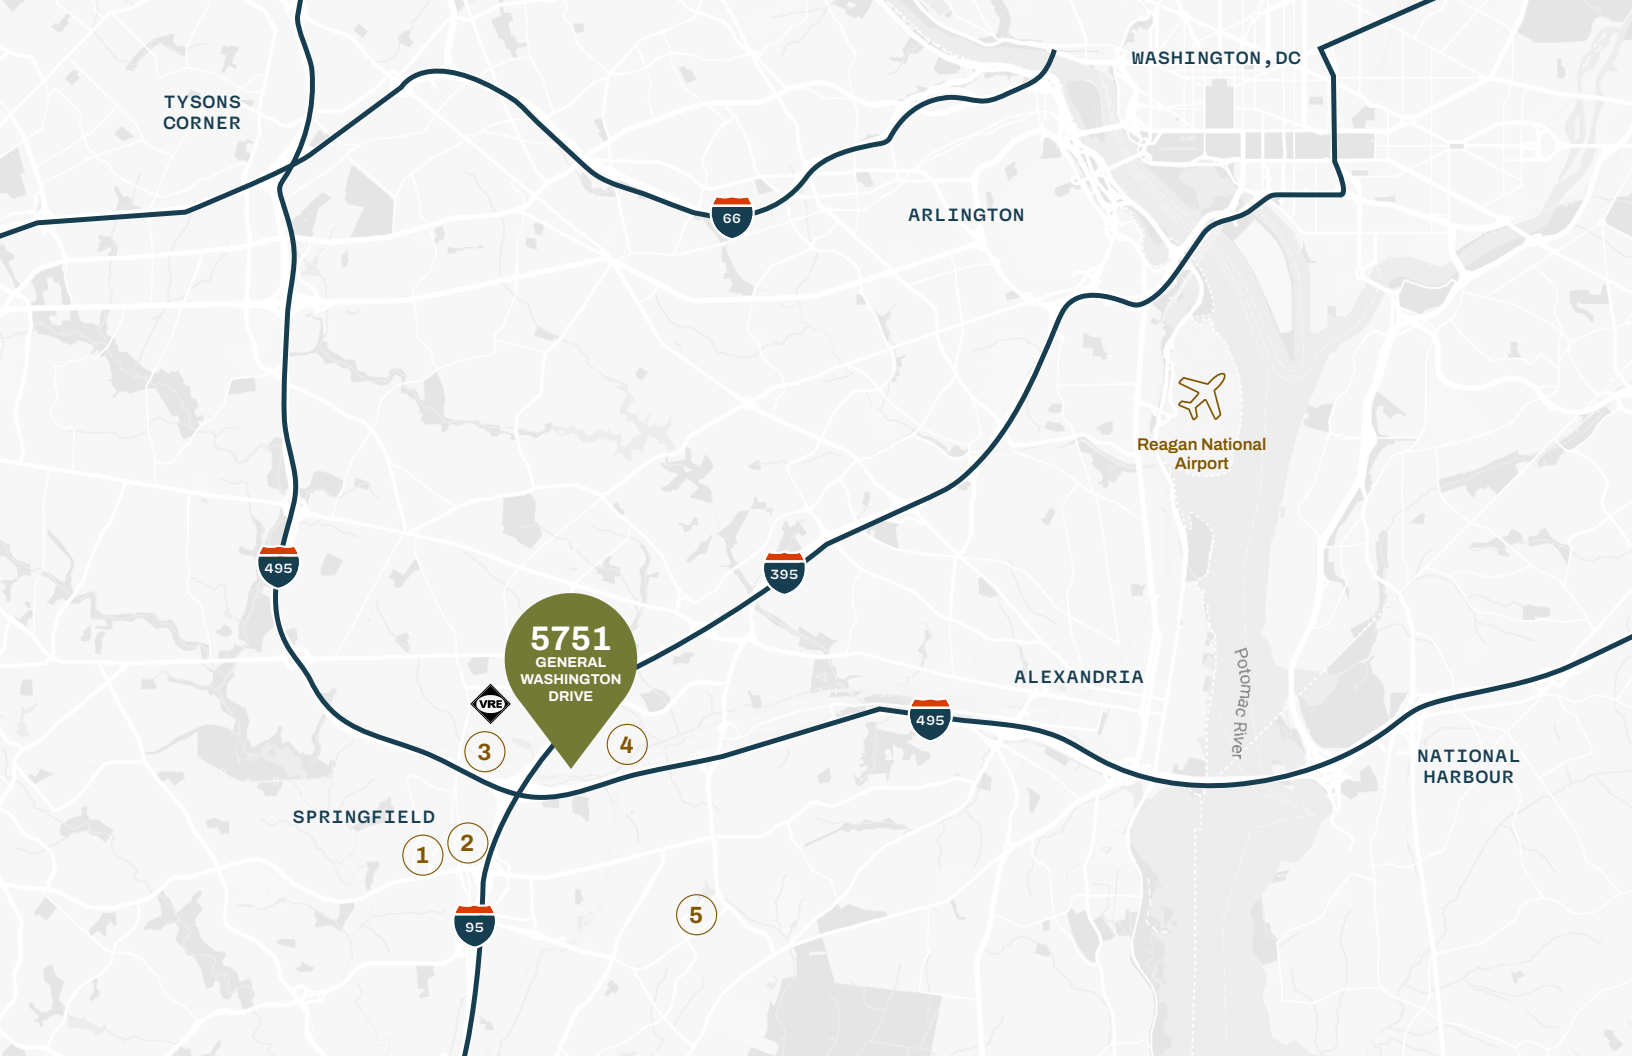 WASHINGTON,DC
TYSONS
CORNER
66
ARLINGTON
Reagan National
Airport
495
395
5751
GENERAL
WASHINGTON
DRIVE
VRE
3
4
ALEXANDRIA
495
Potomac River
NATIONAL
HARBOUR
SPRINGFIELD
1
2
95
5